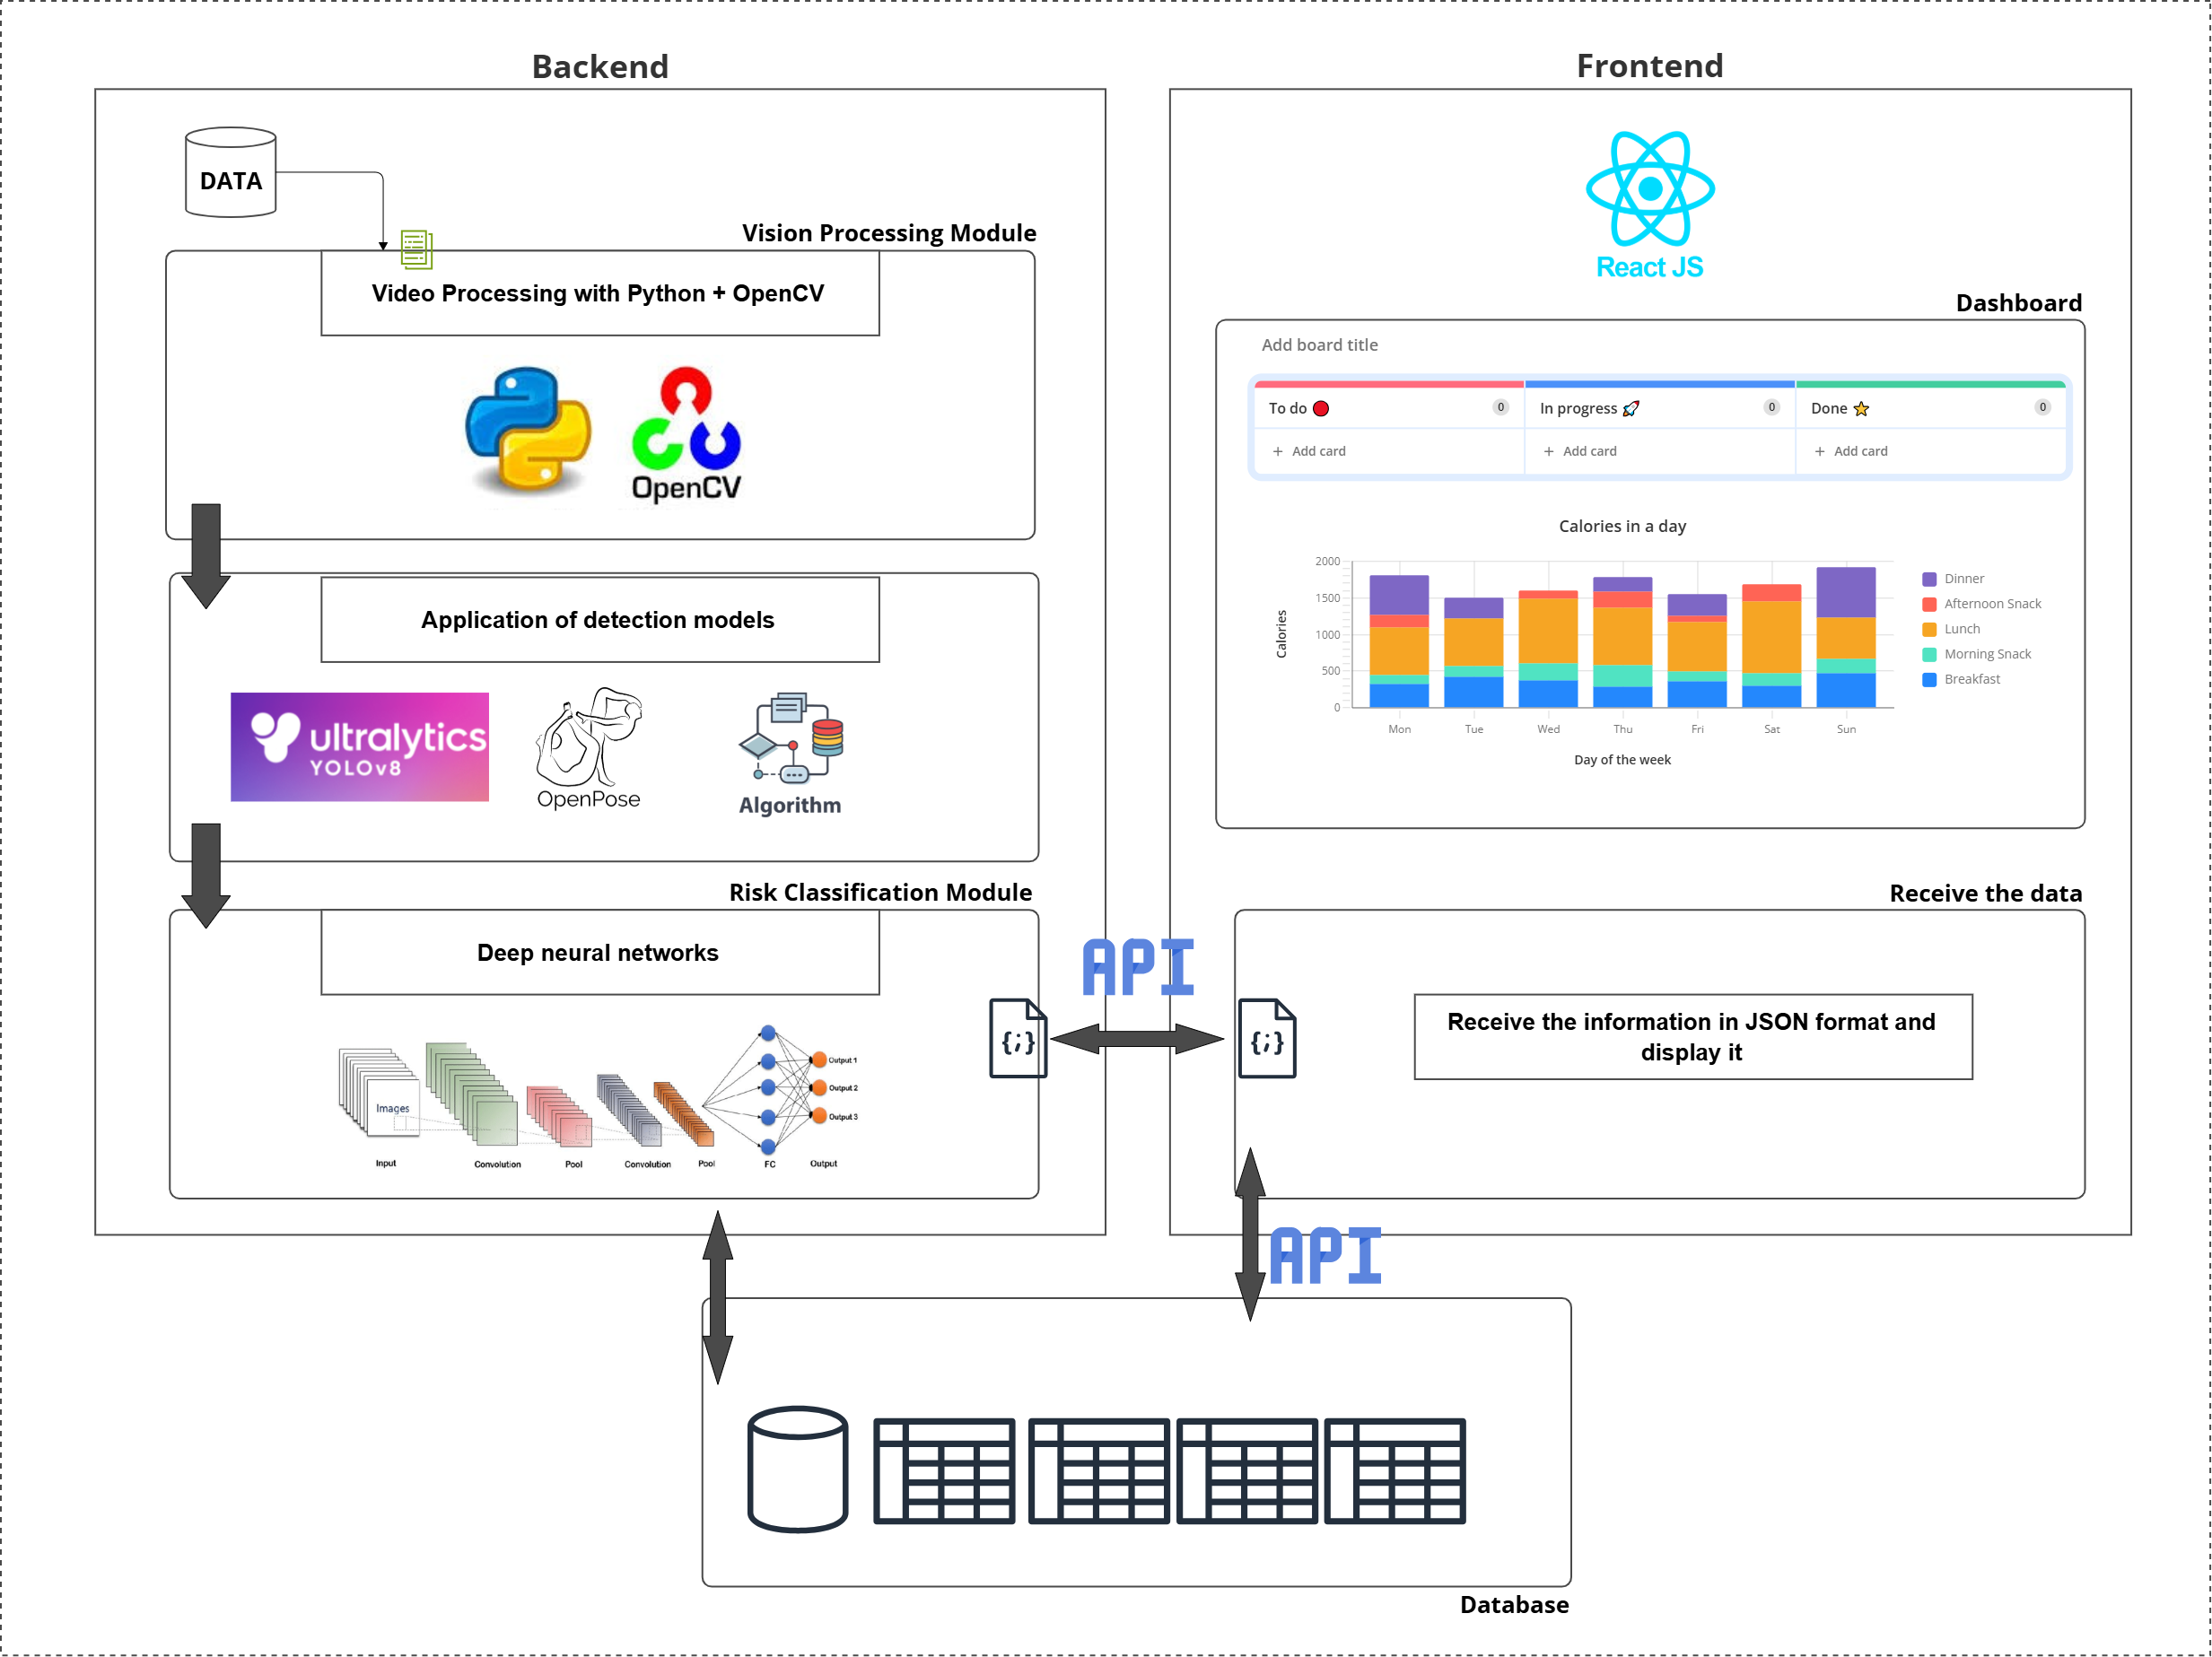 Backend
DATA
Vision Processing Module
Video Processing with Python + OpenCV
OpenCV
Application of detection models
ultralytics
YOLOv8
OpenPose
Algorithm
Risk Classification Module
Deep neural networks
Images
Output 1
Output 2
Output 3
Input
Convolution
Pool
Convolution
Pool
FC
Output
API
{;}
{;}
Frontend
React JS
Dashboard
Add board title
To do 0
In progress 0
Done 0
+ Add card
+ Add card
+ Add card
Calories in a day
Calories
2000
1500
1000
500
0
Mon
Tue
Wed
Thu
Fri
Sat
Sun
Day of the week
Dinner
Afternoon Snack
Lunch
Morning Snack
Breakfast
Receive the data
Receive the information in JSON format and
display it
API
Database